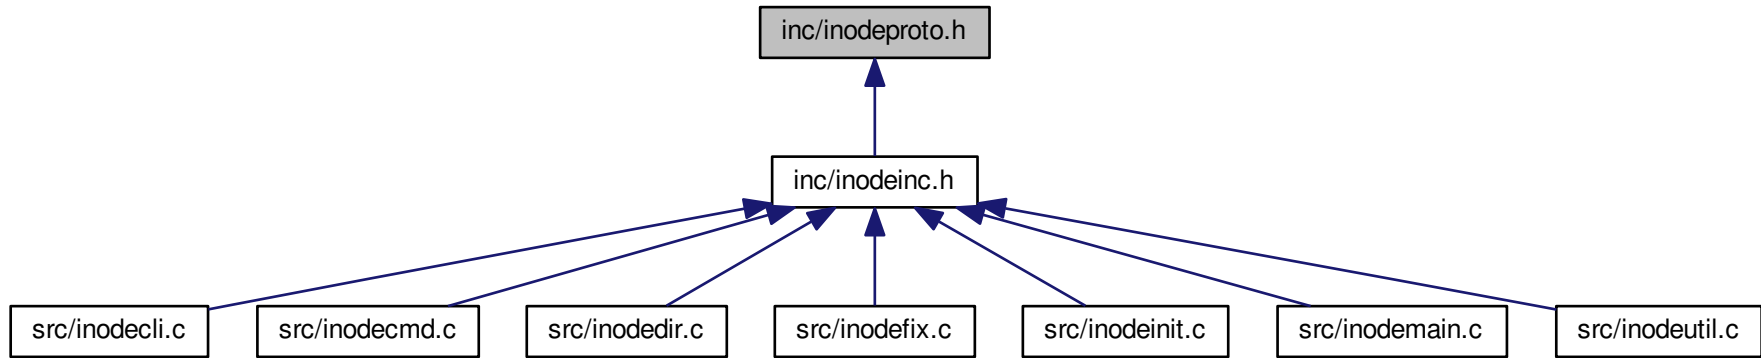 inc/inodeproto.h
inc/inodeinc.h
src/inodecli.c
src/inodecmd.c
src/inodedir.c
src/inodefix.c
src/inodeinit.c
src/inodemain.c
src/inodeutil.c